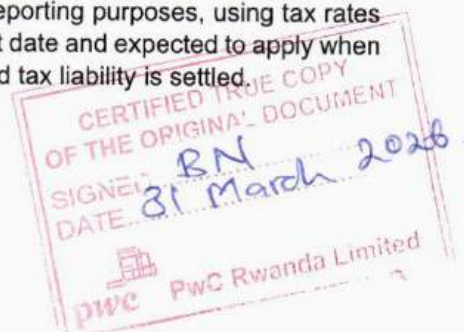 eporting purposes, using tax rates
t date and expected to apply when
d tax liability is settled.
CERTIFIED TRUE COPY
OF THE ORIGINAL DOCUMENT
SIGNED BN
DATE 31 March 2026
pwc PwC Rwanda Limited